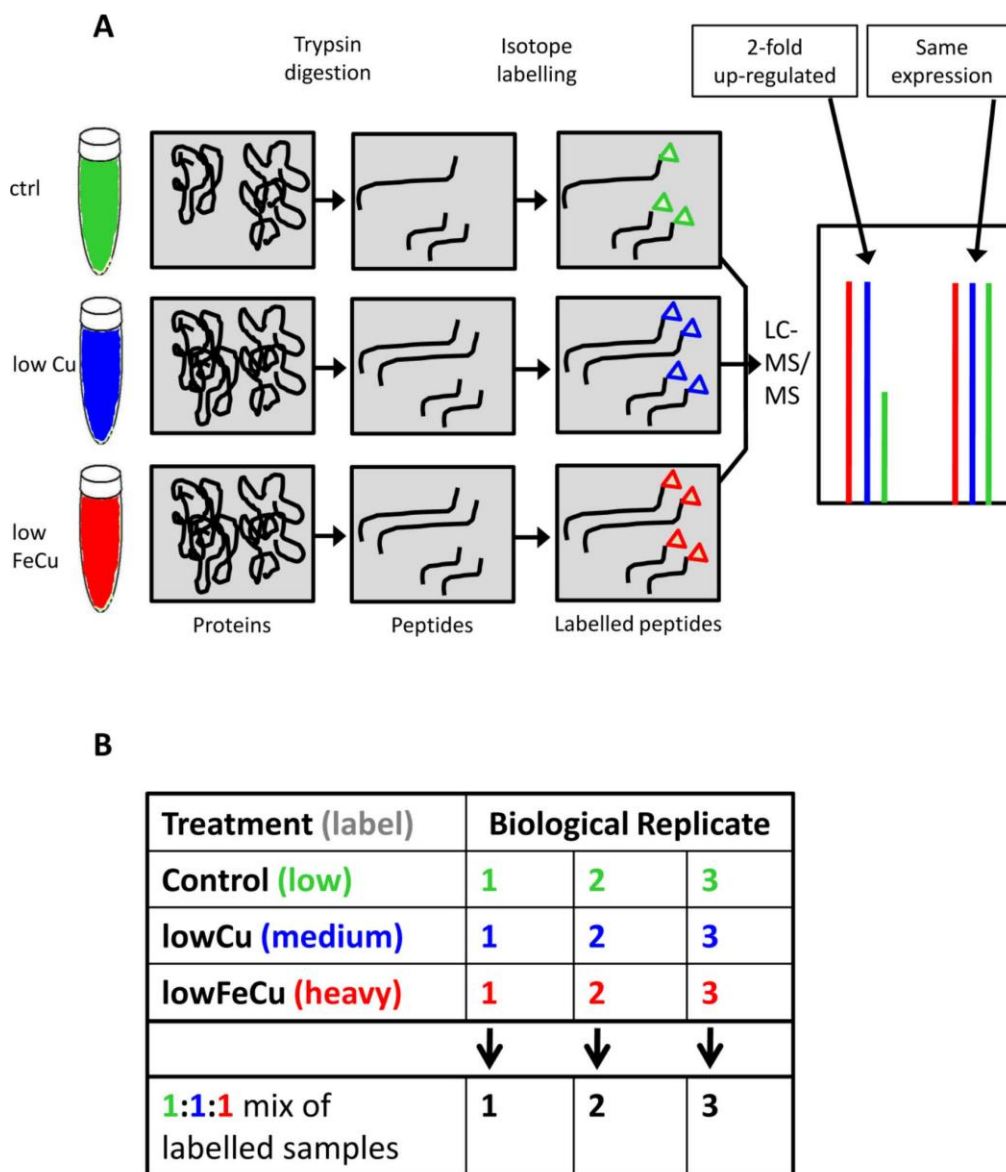 A
Trypsin
digestion
Isotope
labelling
2-fold
up-regulated
Same
expression
ctrl
low Cu
low
FeCu
LC-
MS/
MS
Proteins
Peptides
Labelled peptides
B
Treatment (label) Biological Replicate
Control (low) 1 2 3
lowCu (medium) 1 2 3
lowFeCu (heavy) 1 2 3
1:1:1 mix of
labelled samples 1 2 3